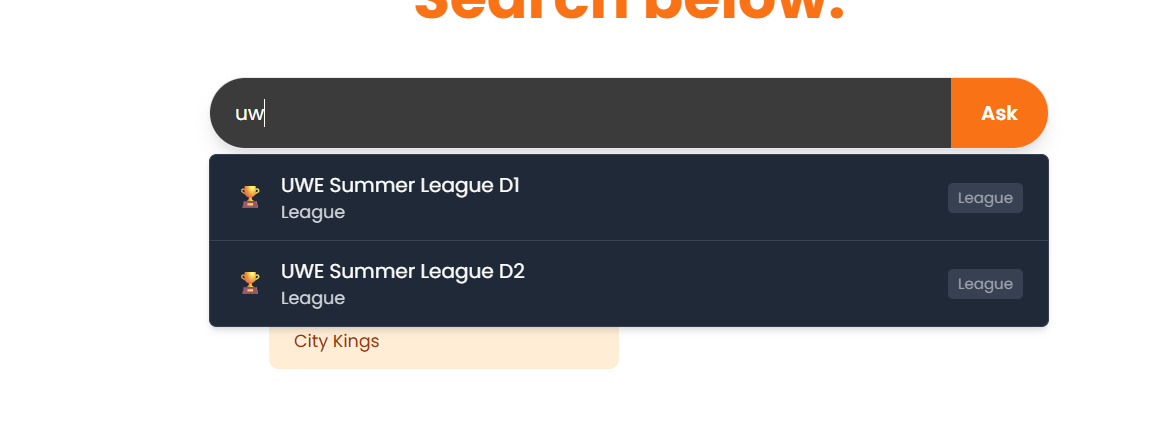 Search below.
uw
Ask
UWE Summer League D1
League
League
UWE Summer League D2
League
League
City Kings